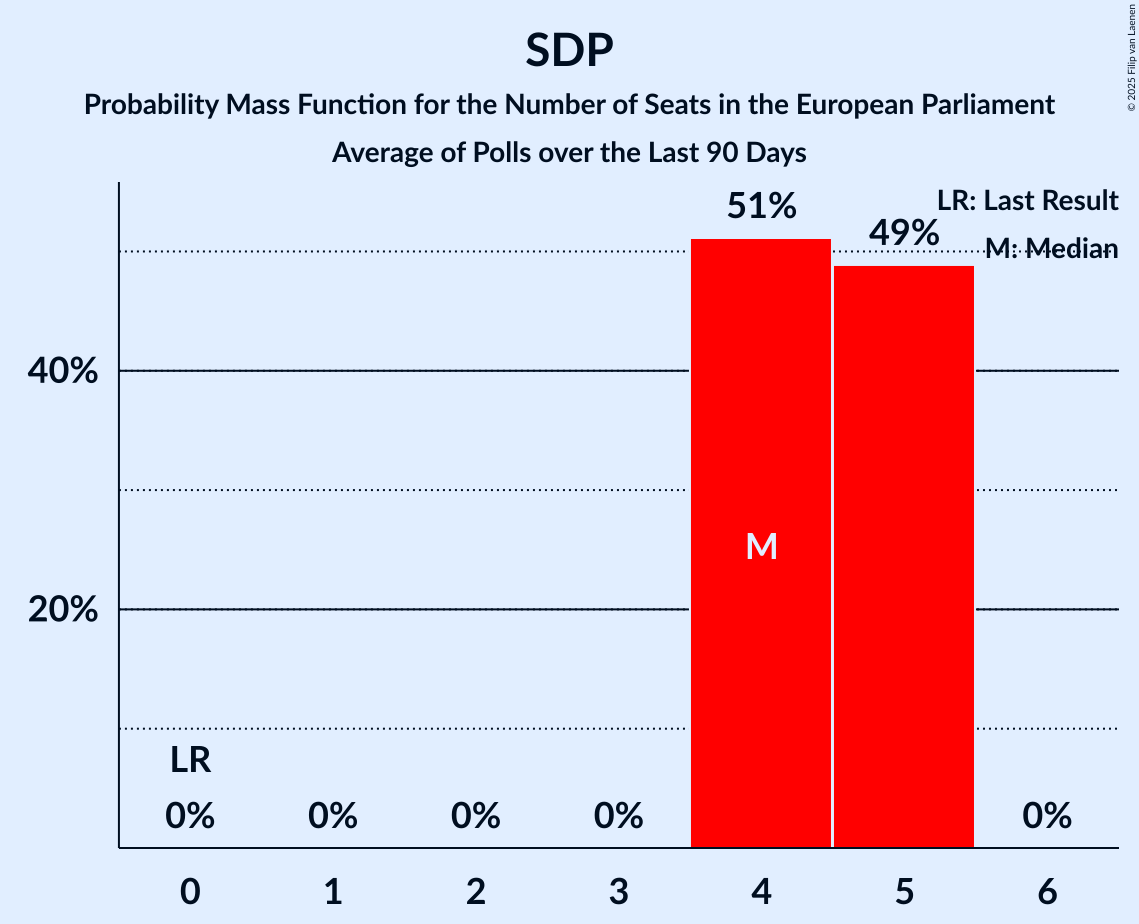 SDP
Probability Mass Function for the Number of Seats in the European Parliament
Average of Polls over the Last 90 Days
© 2025 Filip van Laenen
LR: Last Result
M: Median
51%
49%
40%
20%
M
LR
0%
0%
0%
0%
0%
0
1
2
3
4
5
6